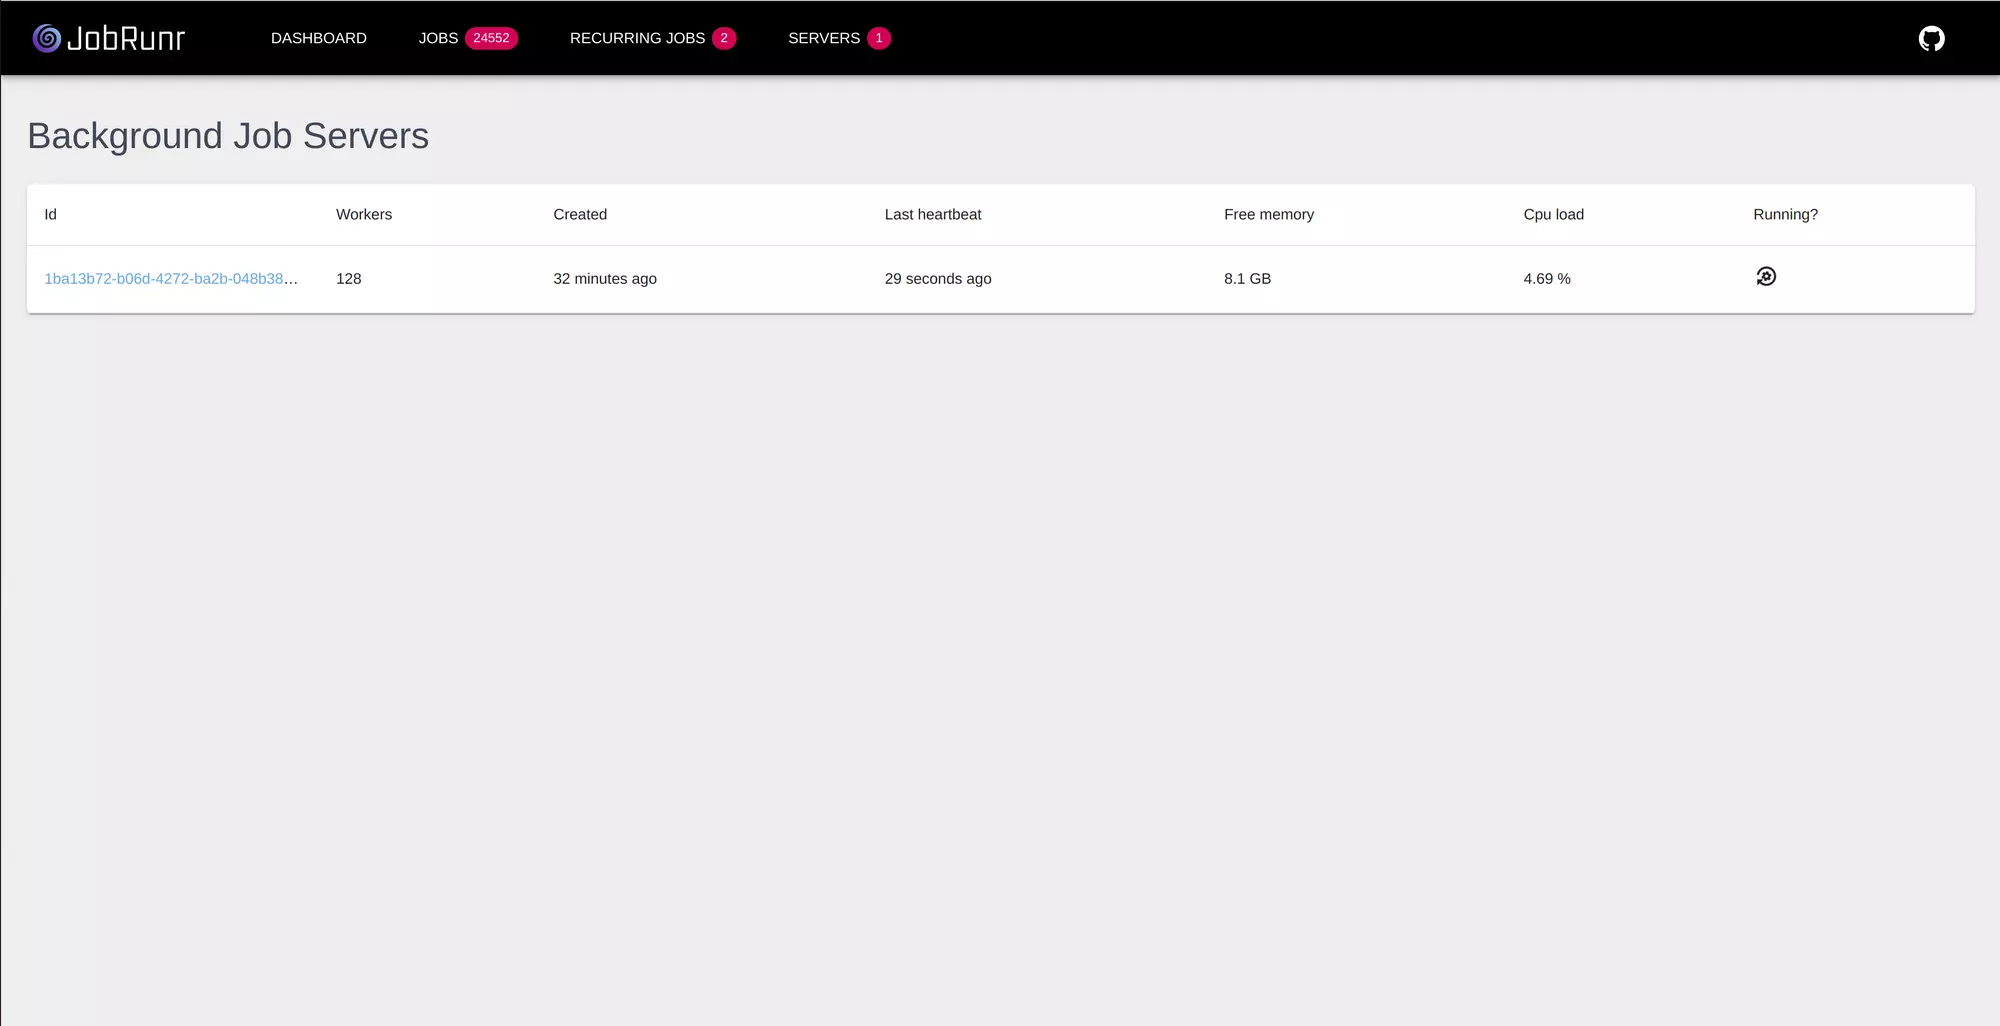 JobRunr DASHBOARD JOBS 24552 RECURRING JOBS 2 SERVERS 1
Background Job Servers
Id Workers Created Last heartbeat Free memory Cpu load Running?
1ba13b72-b06d-4272-ba2b-048b38... 128 32 minutes ago 29 seconds ago 8.1 GB 4.69 %